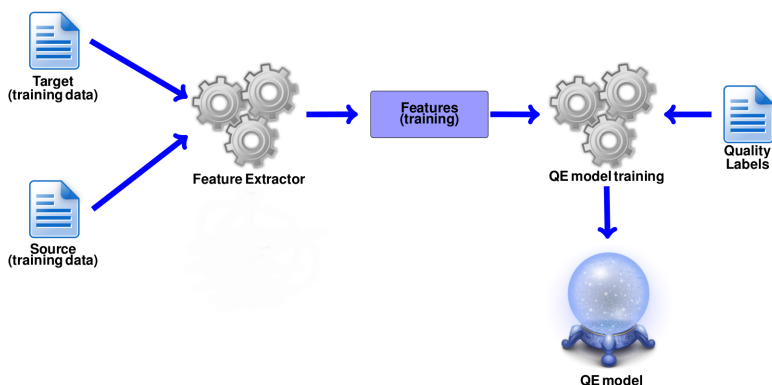 Target
(training data)
Feature Extractor
Features
(training)
QE model training
Quality
Labels
Source
(training data)
QE model